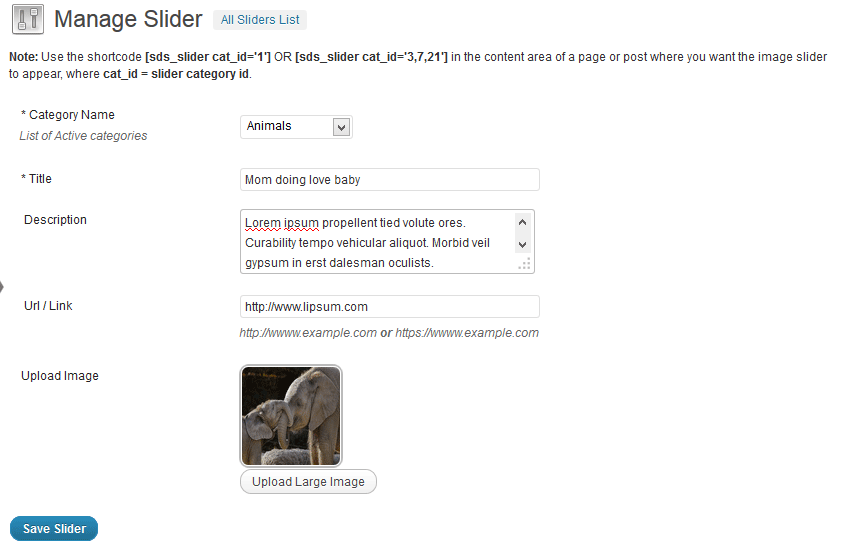 Manage Slider All Sliders List
Note: Use the shortcode [sds_slider cat_id='1'] OR [sds_slider cat_id='3,7,21'] in the content area of a page or post where you want the image slider
to appear, where cat_id = slider category id.
* Category Name
Animals
List of Active categories
* Title
Mom doing love baby
Description
Lorem ipsum propellent tied volute ores.
Curability tempo vehicular aliquot. Morbid veil
gypsum in erst dalesman oculists.
Url / Link
http://www.lipsum.com
http://wwww.example.com or https://wwww.example.com
Upload Image
Upload Large Image
Save Slider